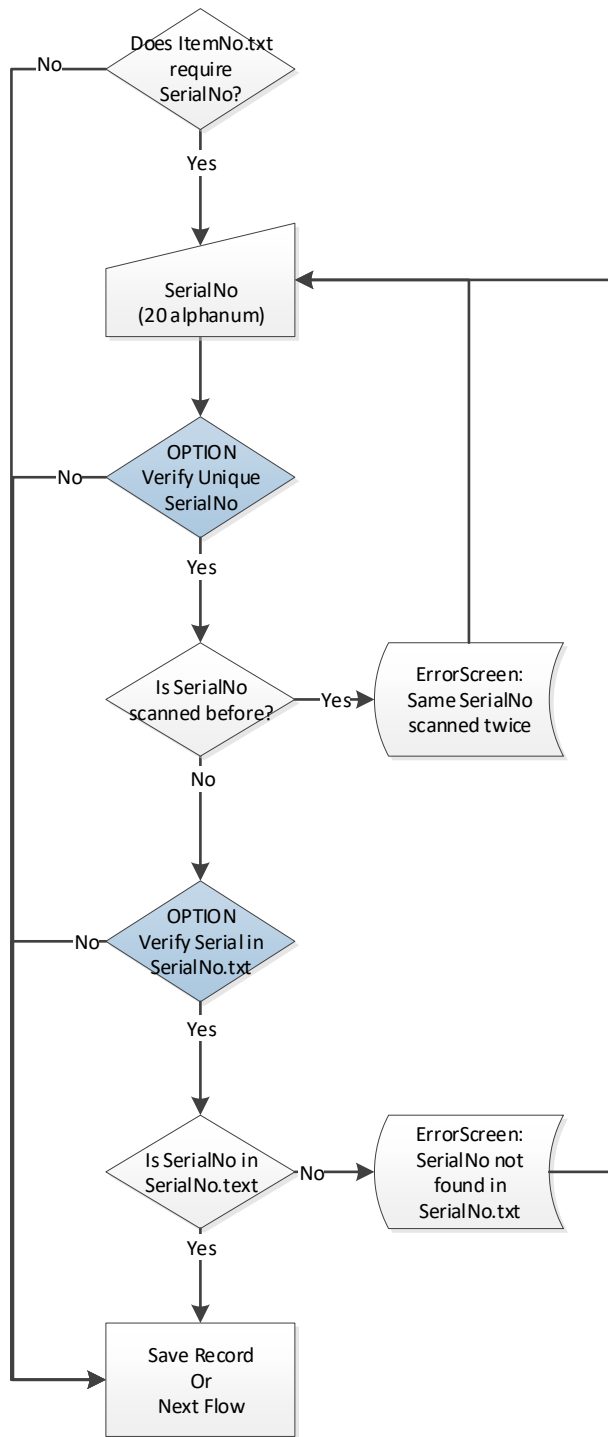 Does ItemNo.txt
require
SerialNo?
No
Yes
SerialNo
(20 alphanum)
OPTION
Verify Unique
SerialNo
No
Yes
Is SerialNo
scanned before?
Yes
ErrorScreen:
Same SerialNo
scanned twice
No
OPTION
Verify Serial in
SerialNo.txt
No
Yes
Is SerialNo in
SerialNo.text
No
ErrorScreen:
SerialNo not
found in
SerialNo.txt
Yes
Save Record
Or
Next Flow